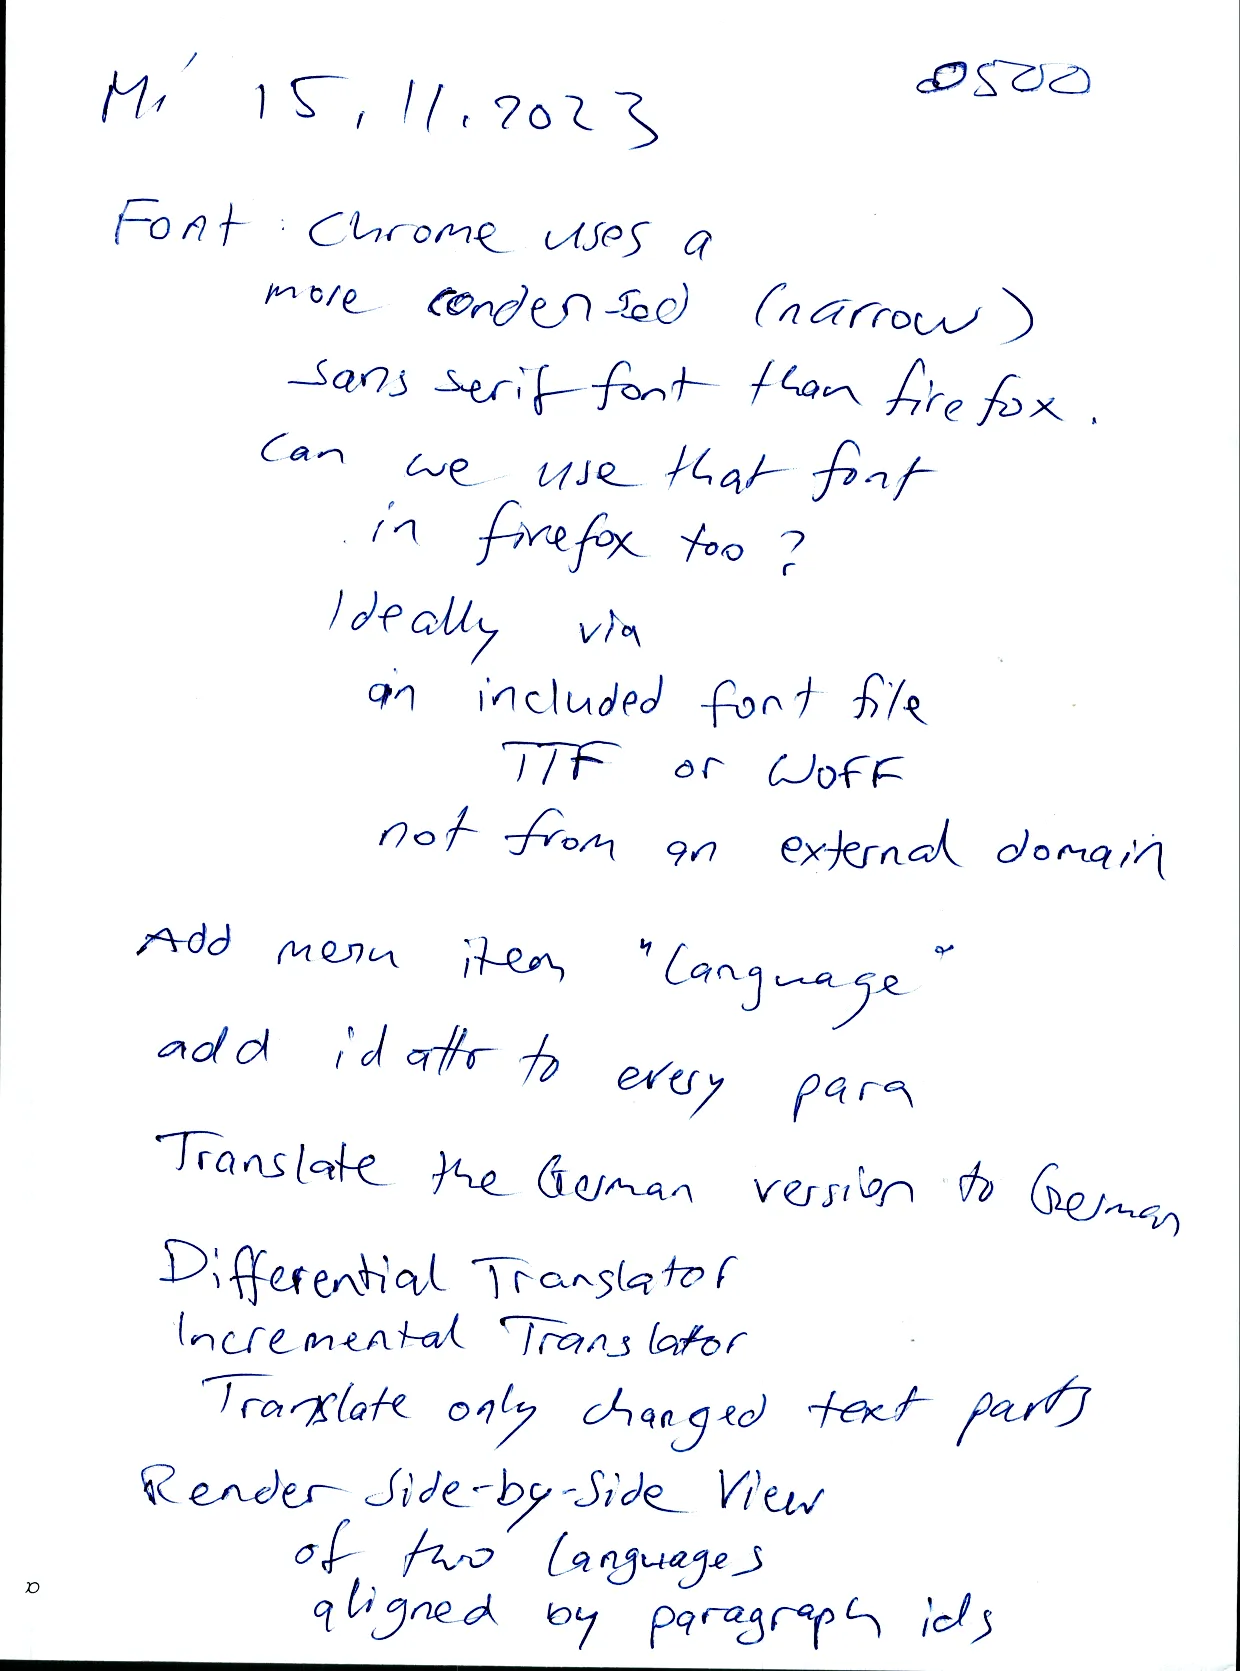 Mi 15.11.2023
0500
Font: Chrome uses a
more condensed (narrow)
sans serif font than firefox.
Can we use that font
in firefox too?
Ideally via
an included font file
TTF or WOFF
not from an external domain
Add menu item "Language"
add id attr to every para
Translate the German version to German
Differential Translator
Incremental Translator
Translate only changed text parts
Render Side-by-Side View
of two languages
aligned by paragraph ids